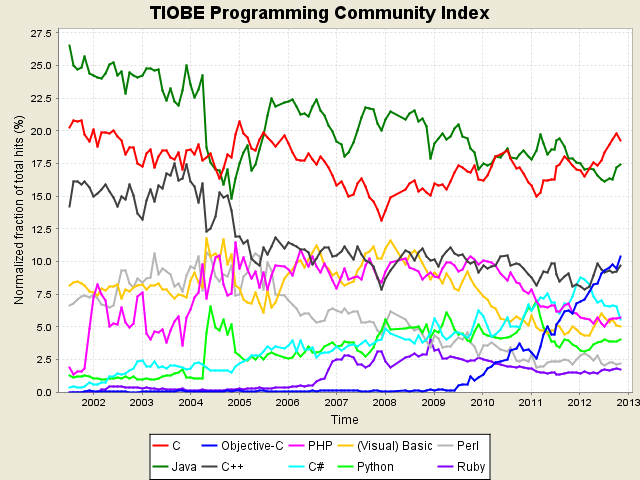 TIOBE Programming Community Index
Normalized fraction of total hits (%)
27.5
25.0
22.5
20.0
17.5
15.0
12.5
10.0
7.5
5.0
2.5
0.0
2002 2003 2004 2005 2006 2007 2008 2009 2010 2011 2012 2013
Time
C Objective-C PHP (Visual) Basic Perl
Java C++ C# Python Ruby